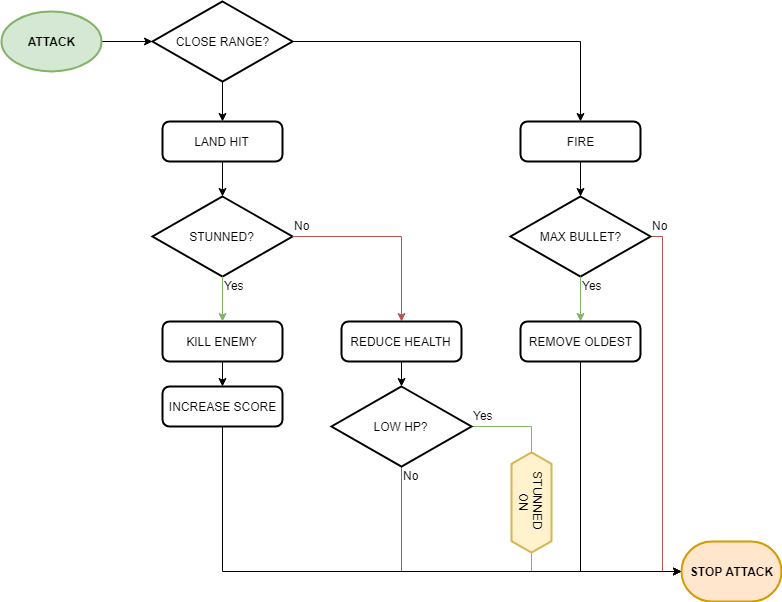 ATTACK
CLOSE RANGE?
LAND HIT
FIRE
STUNNED?
No
MAX BULLET?
No
Yes
Yes
KILL ENEMY
REDUCE HEALTH
REMOVE OLDEST
INCREASE SCORE
LOW HP?
Yes
No
STUNNED
ON
STOP ATTACK